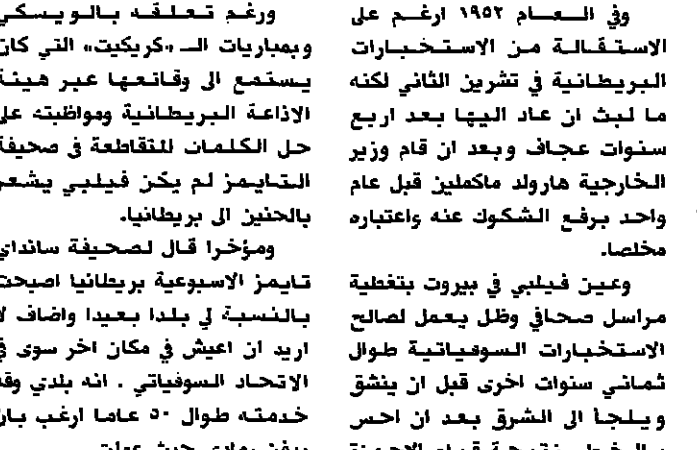 وفي العام ١٩٥٢ ارغم على
الاستقالة من الاستخبارات
البريطانية في تشرين الثاني لكنه
ما لبث ان عاد اليها بعد اربع
سنوات عجاف وبعد ان قام وزير
الخارجية هارولد ماكملين قبل عام
واحد برفع الشكوك عنه واعتباره
مخلصا.
وعين فيلبي في بيروت بتغطية
مراسل صحافي وظل يعمل لصالح
الاستخبارات السوفياتية طوال
ثماني سنوات اخرى قبل ان ينشق
ويلجأ الى الشرق بعد ان احس
ورغم تعلقه بالويسكي
وبمباريات الـ «كريكيت» التي كان
يستمع الى وقائعها عبر هيئة
الاذاعة البريطانية ومواظبته على
حل الكلمات المتقاطعة في صحيفة
التايمز لم يكن فيلبي يشعر
بالحنين الى بريطانيا.
ومؤخرا قال لصحيفة سانداي
تايمز الاسبوعية بريطانيا اصبحت
بالنسبة لي بلدا بعيدا واضاف لا
اريد ان اعيش في مكان اخر سوى في
الاتحاد السوفياتي . انه بلدي وقد
خدمته طوال ٥٠ عاما ارغب بان